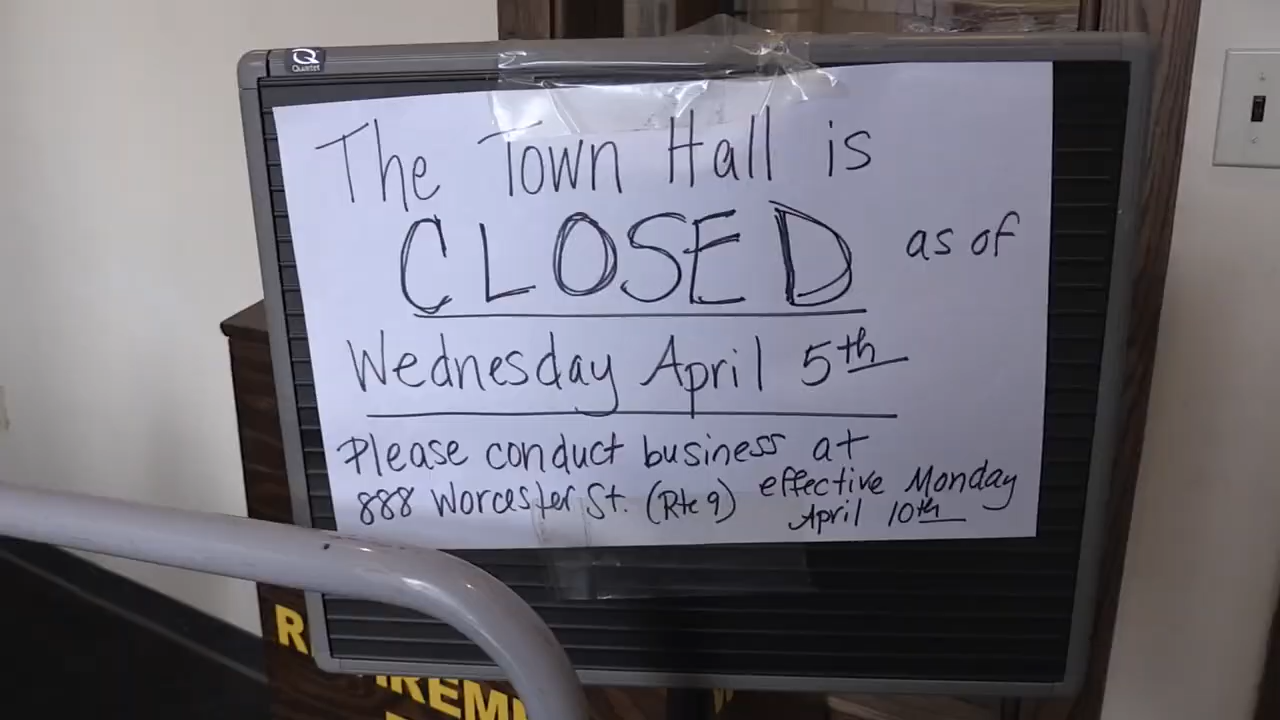 Quartet
The Town Hall is
CLOSED as of
Wednesday April 5th
Please conduct business at
888 Worcester St. (Rte 9) effective Monday
April 10th